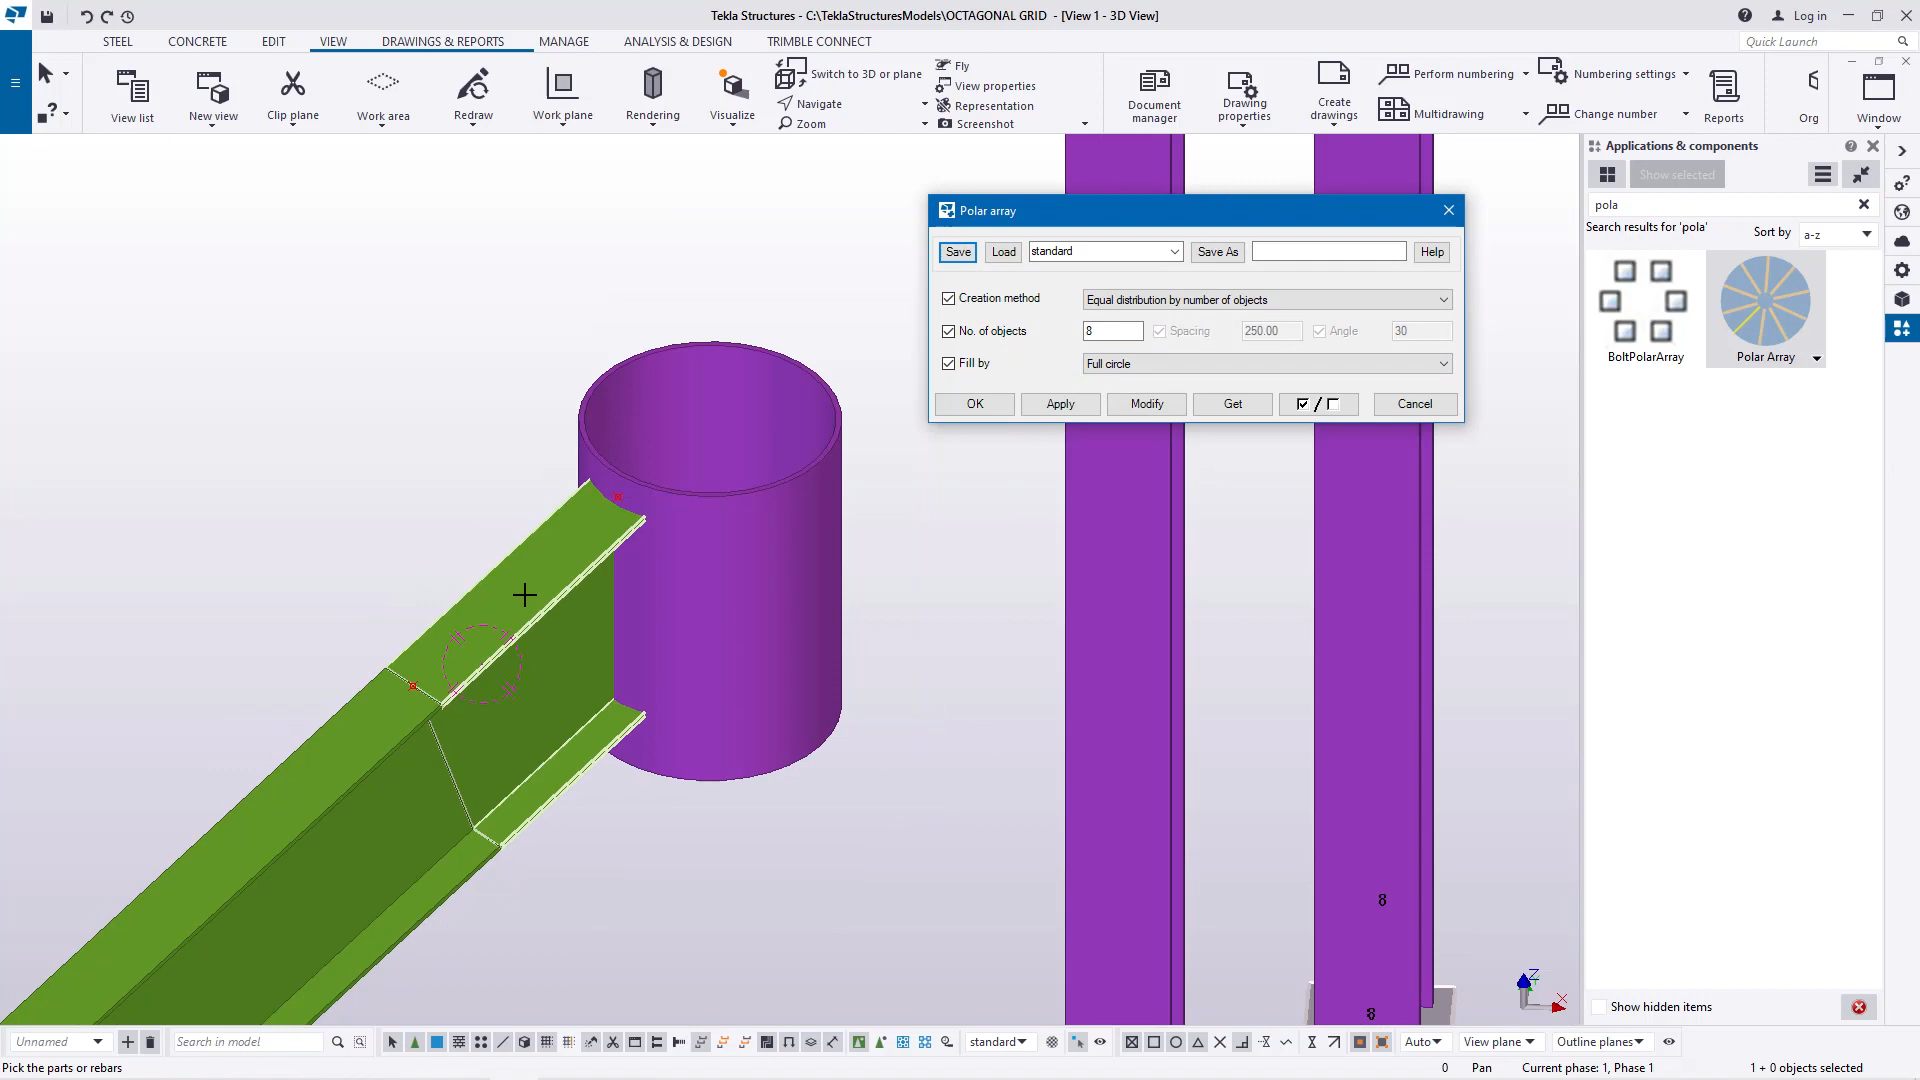 Tekla Structures - C:\TeklaStructuresModels\OCTAGONAL GRID - [View 1 - 3D View]
Log in
STEEL CONCRETE EDIT VIEW DRAWINGS & REPORTS MANAGE ANALYSIS & DESIGN TRIMBLE CONNECT
Quick Launch
View list
New view
Clip plane
Work area
Redraw
Work plane
Rendering
Visualize
Switch to 3D or plane
Navigate
Zoom
Fly
View properties
Representation
Screenshot
Document manager
Drawing properties
Create drawings
Perform numbering
Multidrawing
Numbering settings
Change number
Reports
Org
Window
Applications & components
Show selected
pola
Search results for 'pola'
Sort by a-z
BoltPolarArray
Polar Array
Show hidden items
Polar array
Save Load standard Save As Help
Creation method Equal distribution by number of objects
No. of objects 8 Spacing 250.00 Angle 30
Fill by Full circle
OK Apply Modify Get / Cancel
8
8
Z
X
Unnamed
Search in model
standard
Auto
View plane
Outline planes
Pick the parts or rebars
0
Pan
Current phase: 1, Phase 1
1 + 0 objects selected